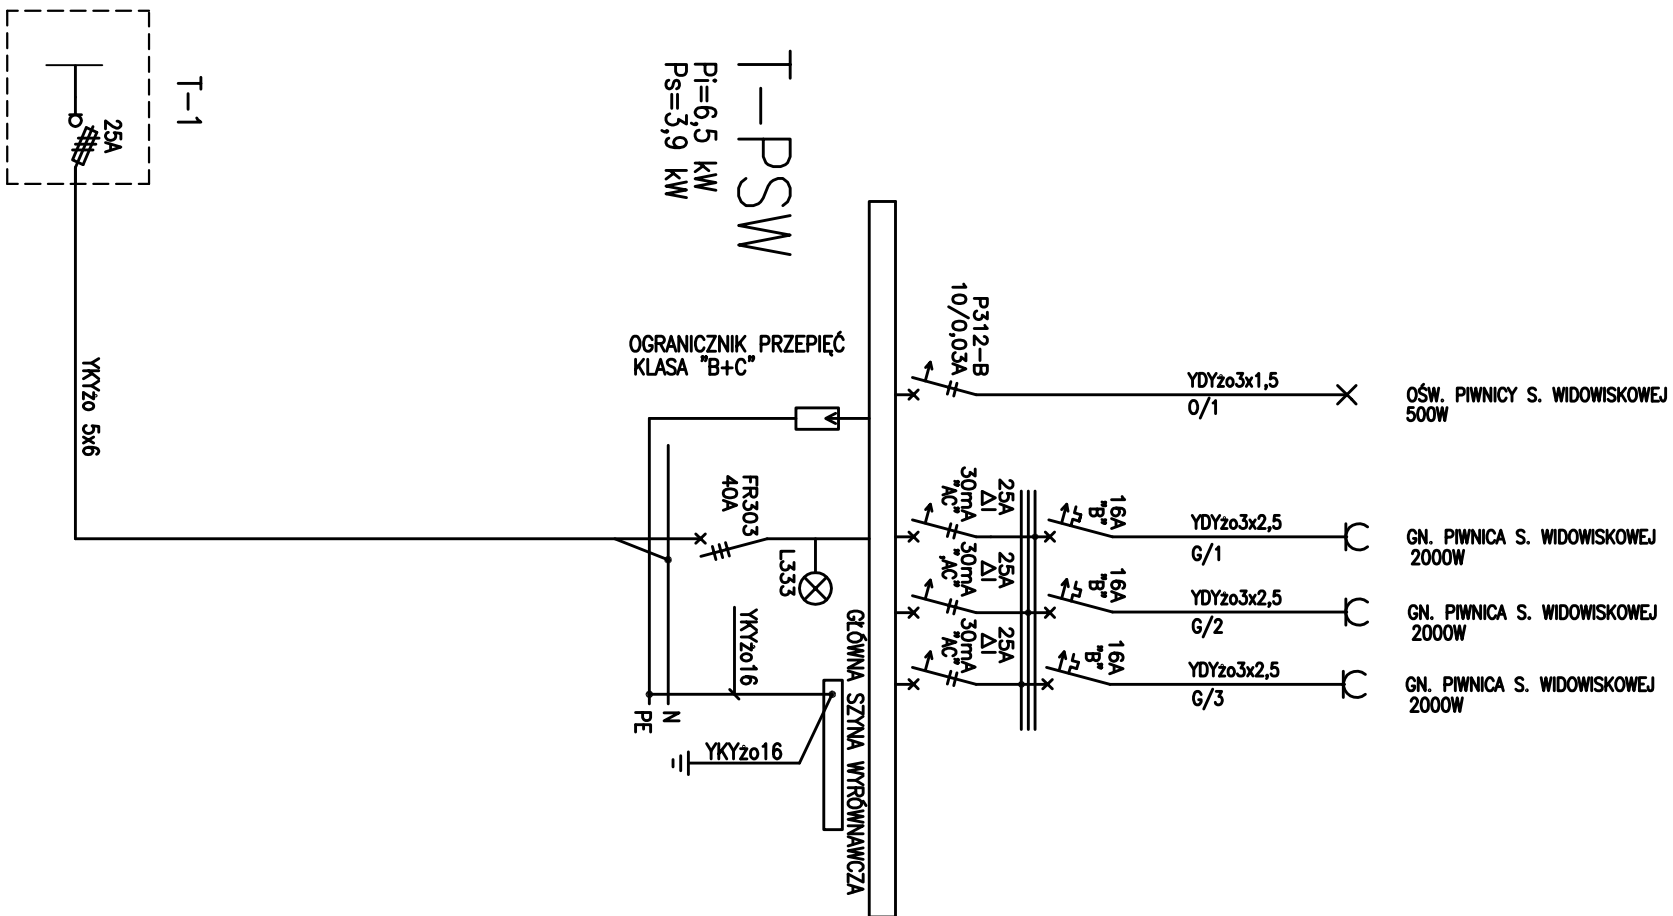 T-1
25A
YKYżo 5x6
T-PSW
Pi=6,5 kW
Ps=3,9 kW
OGRANICZNIK PRZEPIĘĆ
KLASA "B+C"
FR303
40A
L333
YKYżo16
N
PE
YKYżo16
GŁÓWNA SZYNA WYRÓWNAWCZA
P312-B
10/0,03A
YDYżo3x1,5
O/1
OŚW. PIWNICY S. WIDOWISKOWEJ
500W
25A
ΔI
30mA
"AC"
16A
"B"
YDYżo3x2,5
G/1
GN. PIWNICA S. WIDOWISKOWEJ
2000W
25A
ΔI
30mA
"AC"
16A
"B"
YDYżo3x2,5
G/2
GN. PIWNICA S. WIDOWISKOWEJ
2000W
25A
ΔI
30mA
"AC"
16A
"B"
YDYżo3x2,5
G/3
GN. PIWNICA S. WIDOWISKOWEJ
2000W